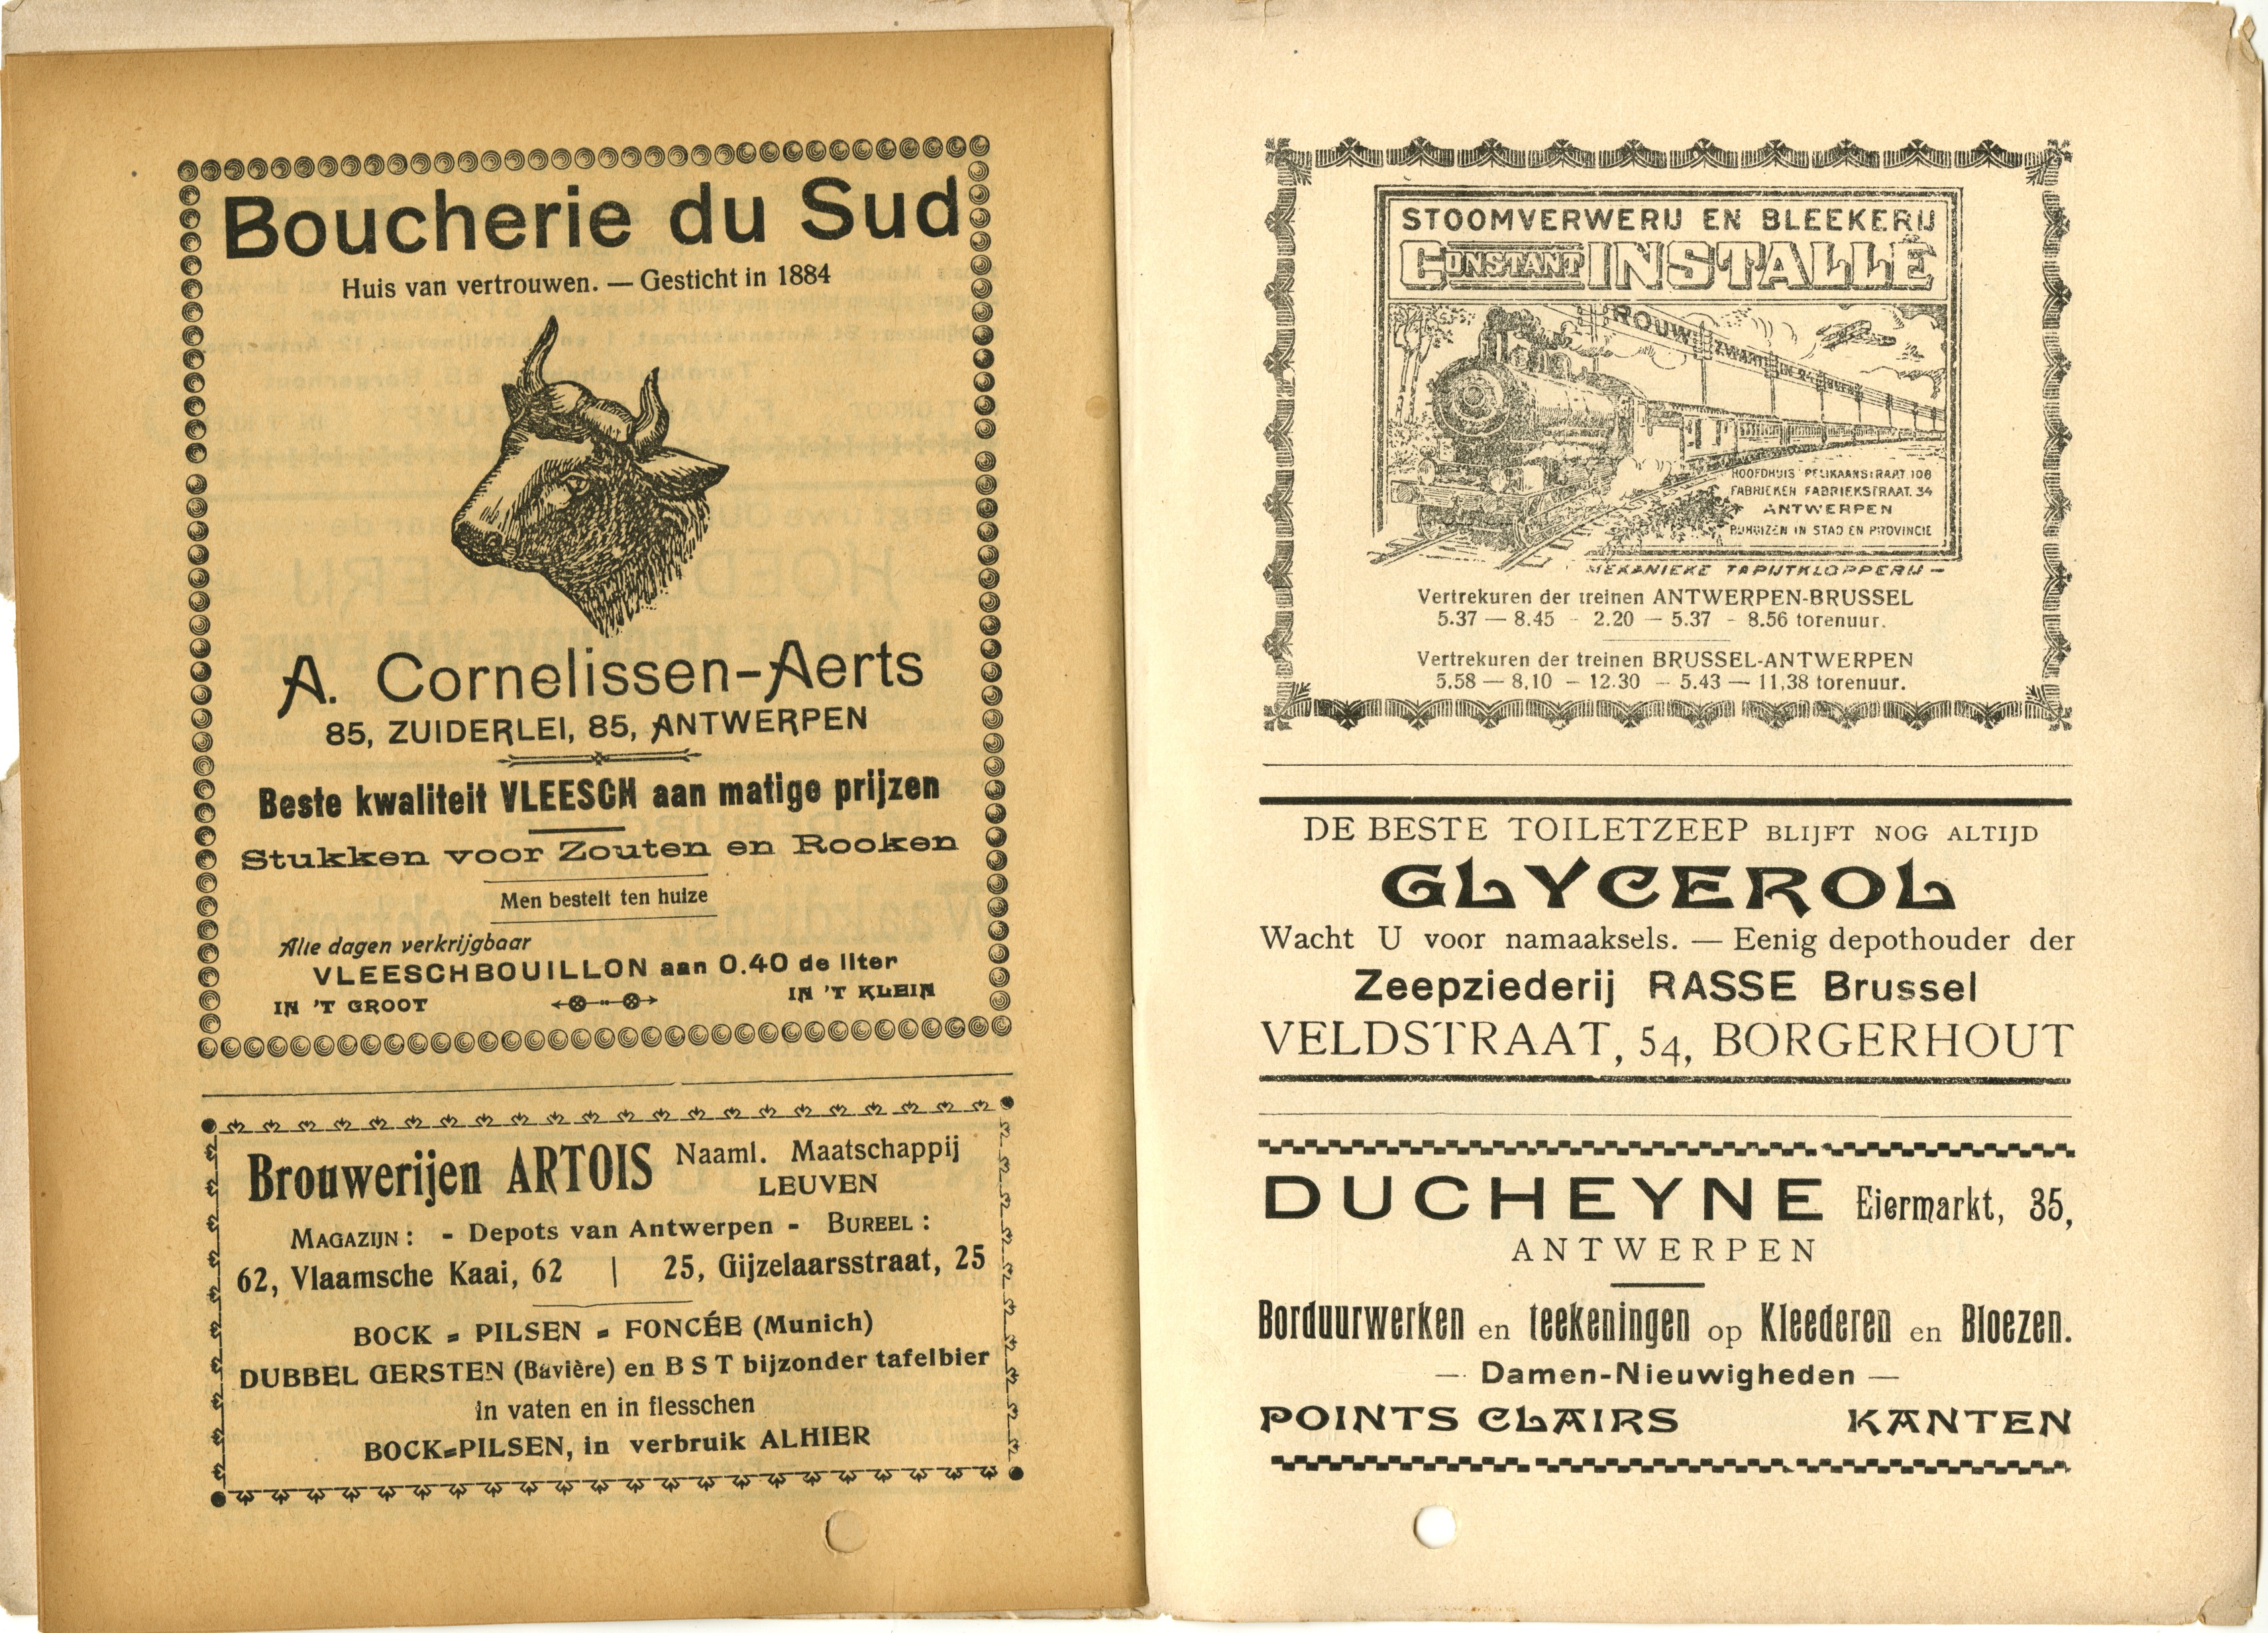 Boucherie du Sud
Huis van vertrouwen. — Gesticht in 1884
A. Cornelissen-Aerts
85, ZUIDERLEI, 85, ANTWERPEN
Beste kwaliteit VLEESCH aan matige prijzen
Stukken voor Zouten en Rooken
Men bestelt ten huize
Alle dagen verkrijgbaar
VLEESCHBOUILLON aan 0.40 de liter
IN 'T GROOT IN 'T KLEIN
Brouwerijen ARTOIS Naaml. Maatschappij
LEUVEN
MAGAZIJN : - Depots van Antwerpen - BUREEL :
62, Vlaamsche Kaai, 62 | 25, Gijzelaarsstraat, 25
BOCK - PILSEN - FONCÉE (Munich)
DUBBEL GERSTEN (Bavière) en B S T bijzonder tafelbier
in vaten en in flesschen
BOCK-PILSEN, in verbruik ALHIER
STOOMVERWERIJ EN BLEEKERIJ
CONSTANT INSTALLÉ
ROUW ZWART IN 24 UREN
HOOFDHUIS PELIKAANSTRAAT 108
FABRIEKEN FABRIEKSTRAAT. 34
ANTWERPEN
BIJHUIZEN IN STAD EN PROVINCIE
MEKANIEKE TAPIJTKLOPPERIJ —
Vertrekuren der treinen ANTWERPEN-BRUSSEL
5.37 — 8.45 - 2.20 — 5.37 - 8.56 torenuur.
Vertrekuren der treinen BRUSSEL-ANTWERPEN
5.58 — 8,10 — 12.30 — 5.43 — 11,38 torenuur.
DE BESTE TOILETZEEP BLIJFT NOG ALTIJD
GLYCEROL
Wacht U voor namaaksels. — Eenig depothouder der
Zeepziederij RASSE Brussel
VELDSTRAAT, 54, BORGERHOUT
DUCHEYNE Eiermarkt, 35,
ANTWERPEN
Borduurwerken en teekeningen op Kleederen en Bloezen.
— Damen-Nieuwigheden —
POINTS CLAIRS KANTEN